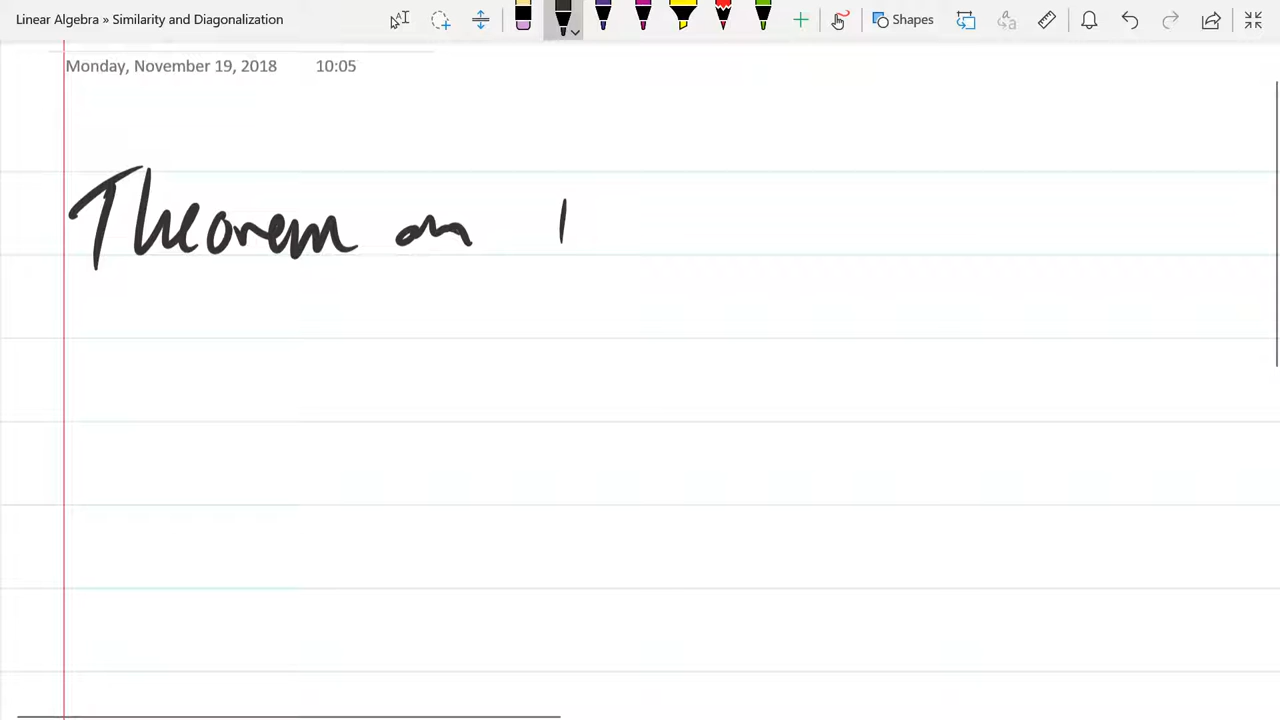 Linear Algebra » Similarity and Diagonalization
Shapes
Monday, November 19, 2018 10:05
Theorem on